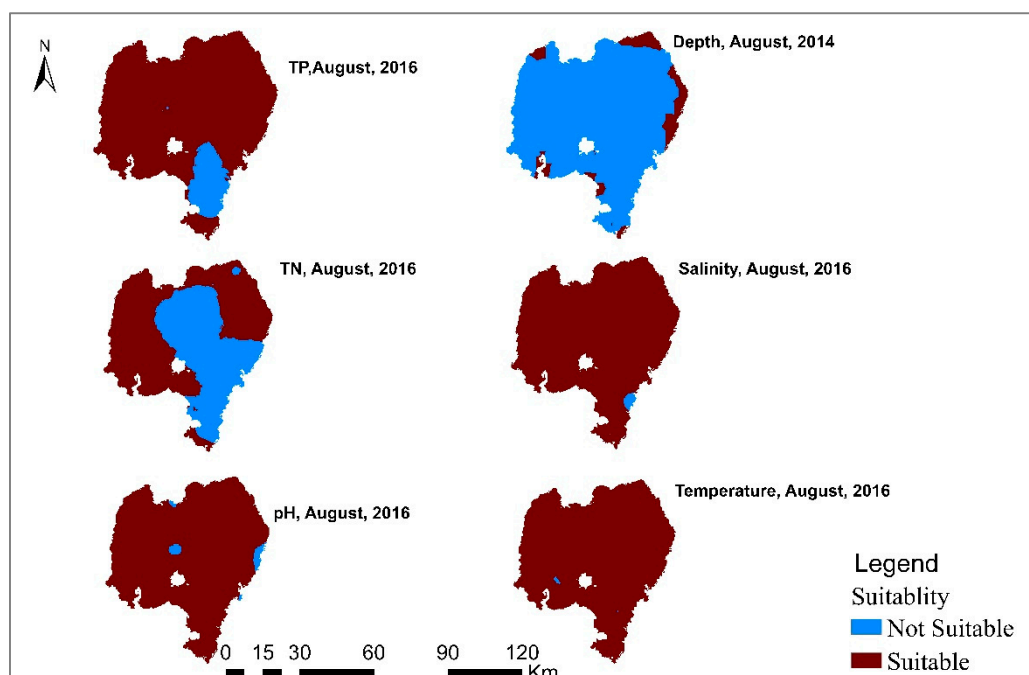 N
TP,August, 2016
Depth, August, 2014
TN, August, 2016
Salinity, August, 2016
pH, August, 2016
Temperature, August, 2016
Legend
Suitablity
Not Suitable
Suitable
0 15 30 60 90 120
Km